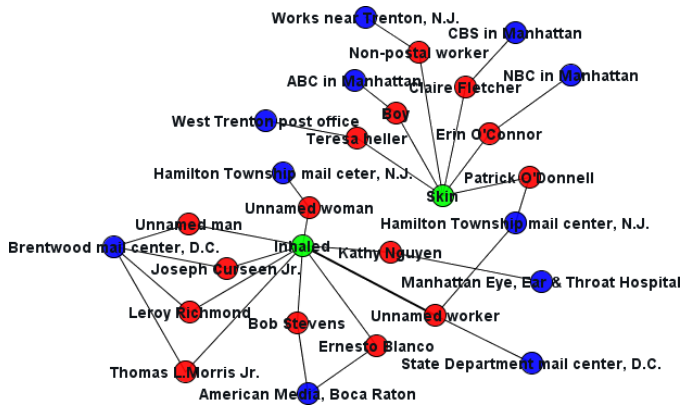 Works near Trenton, N.J.
CBS in Manhattan
Non-postal worker
ABC in Manhattan
Claire Fletcher
NBC in Manhattan
Boy
West Trenton post office
Teresa heller
Erin O'Connor
Hamilton Township mail ceter, N.J.
Patrick O'Donnell
Skin
Unnamed woman
Unnamed man
Hamilton Township mail center, N.J.
Brentwood mail center, D.C.
Inhaled
Kathy Nguyen
Joseph Curseen Jr.
Manhattan Eye, Ear & Throat Hospital
Leroy Richmond
Bob Stevens
Unnamed worker
Ernesto Blanco
State Department mail center, D.C.
Thomas L.Morris Jr.
American Media, Boca Raton